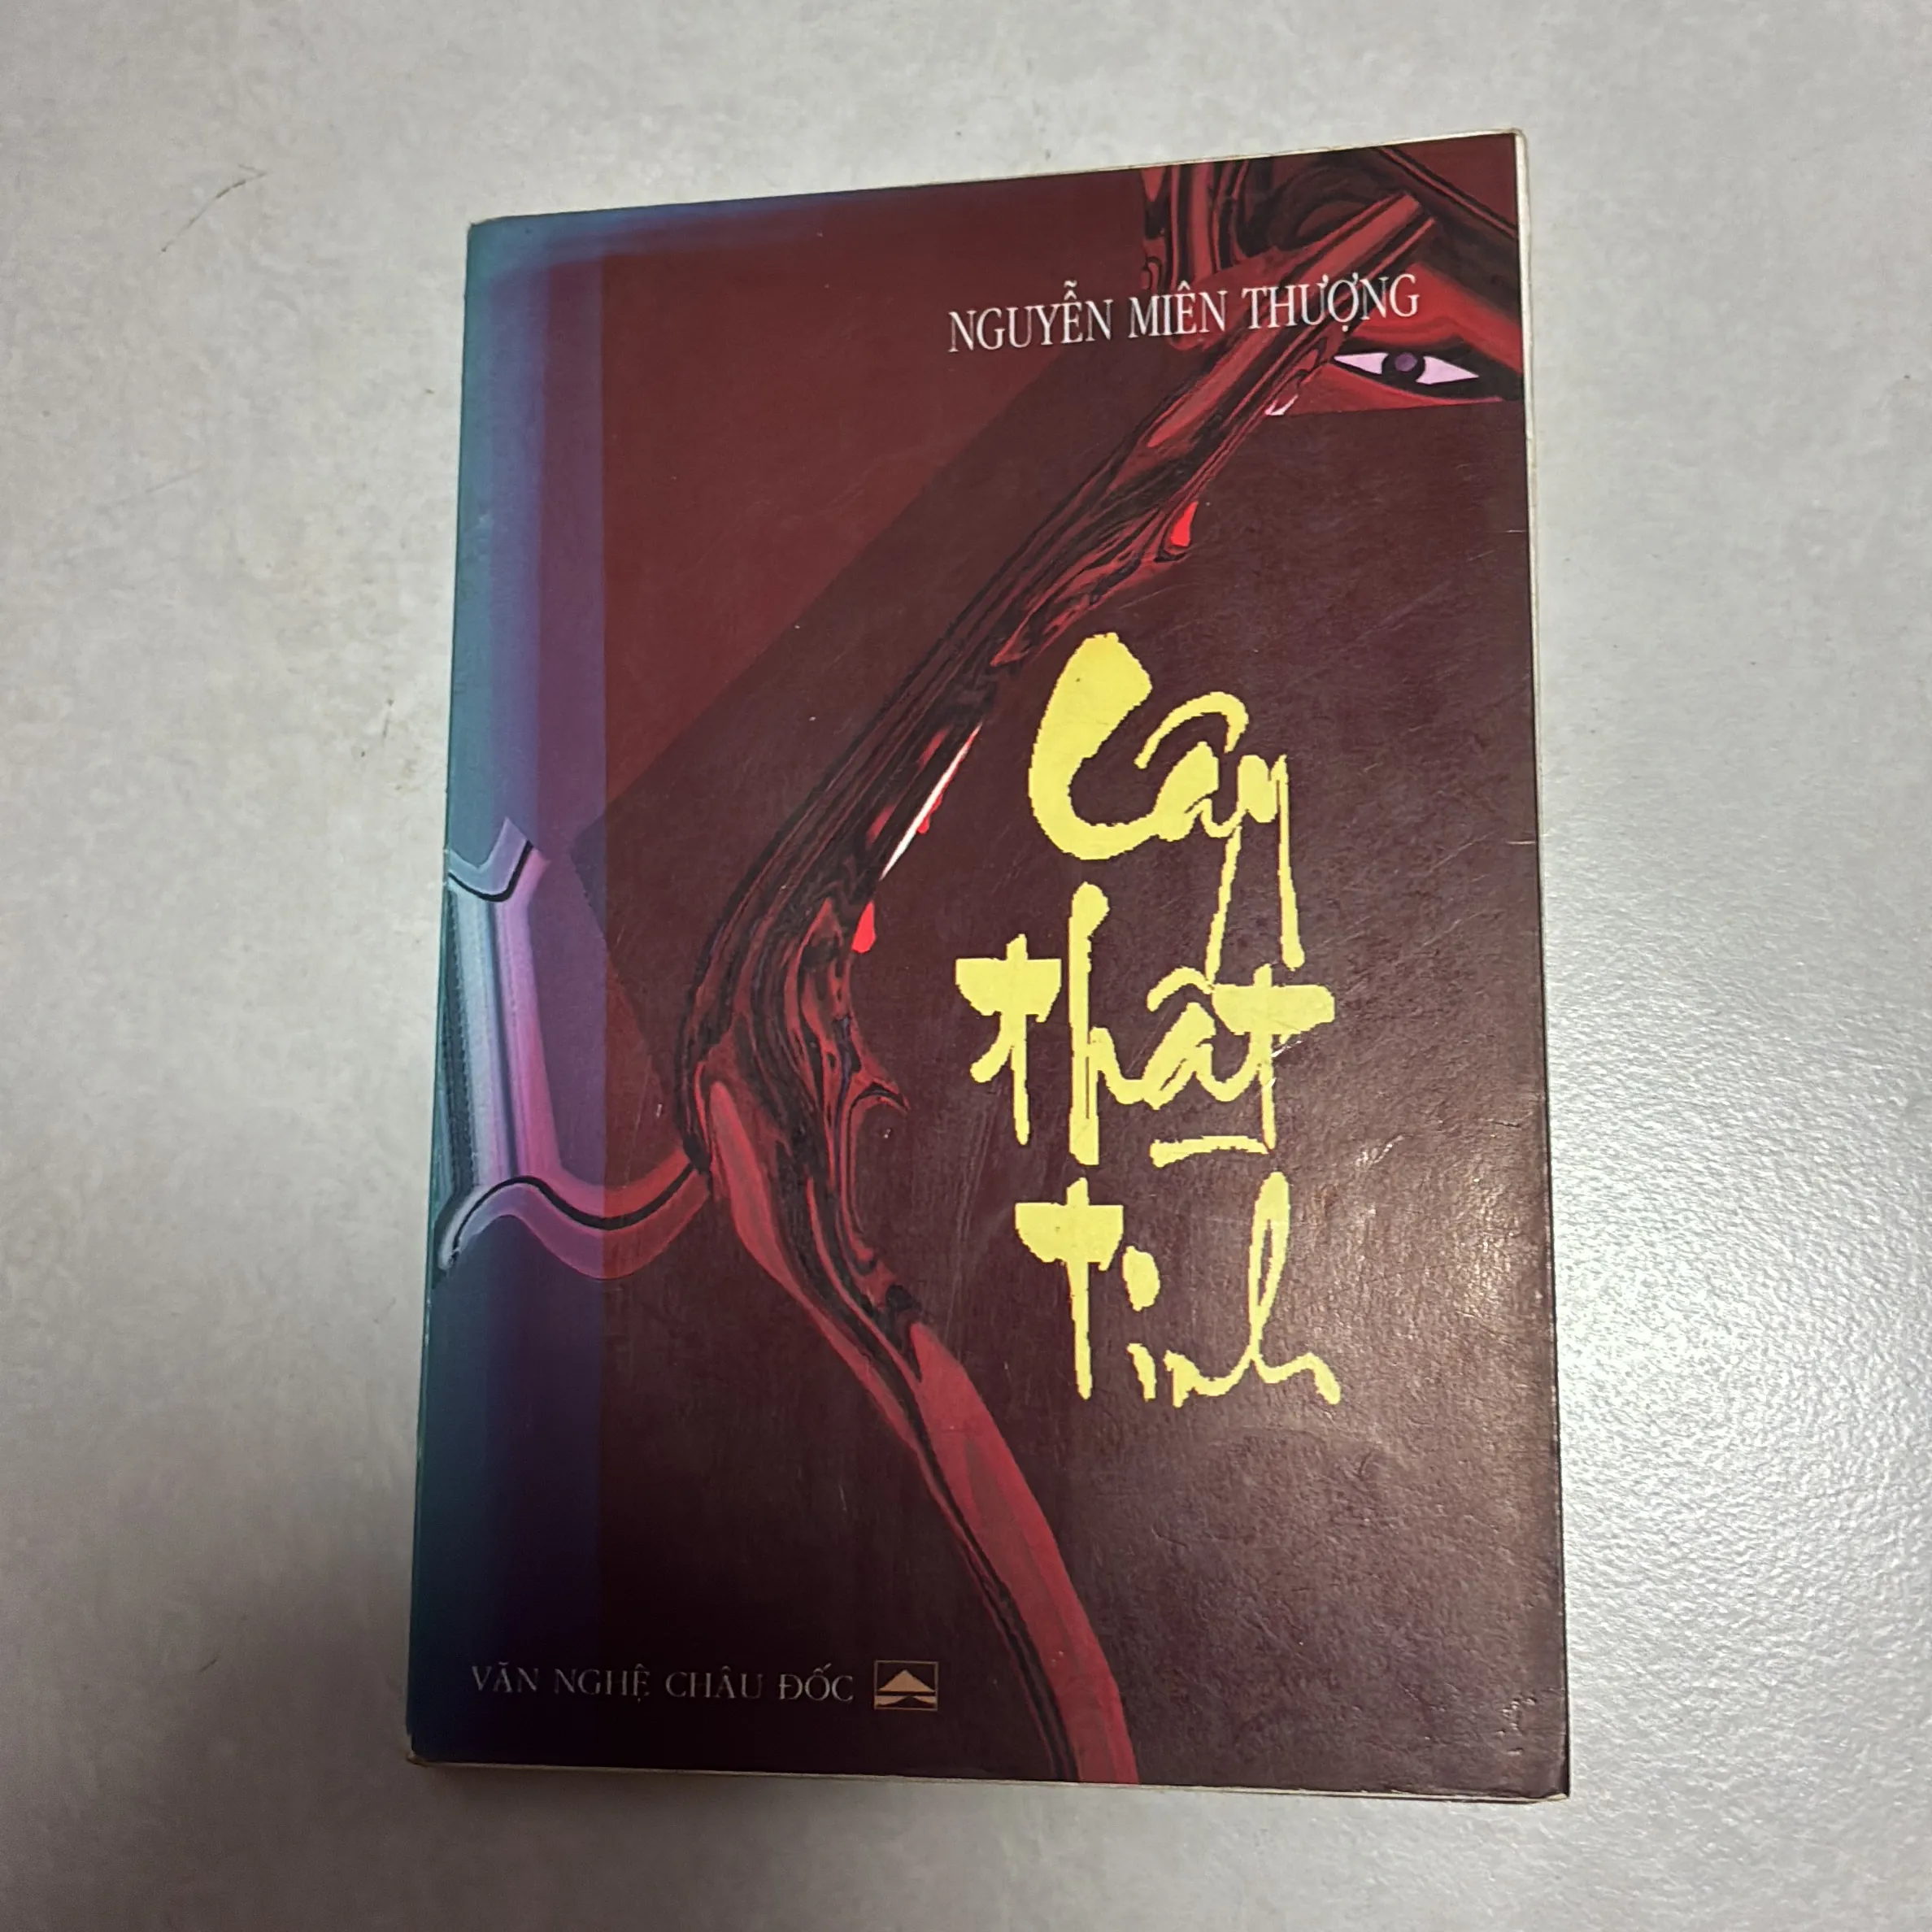 NGUYỄN MIÊN THƯỢNG
Cây
thất
tình
VĂN NGHỆ CHÂU ĐỐC